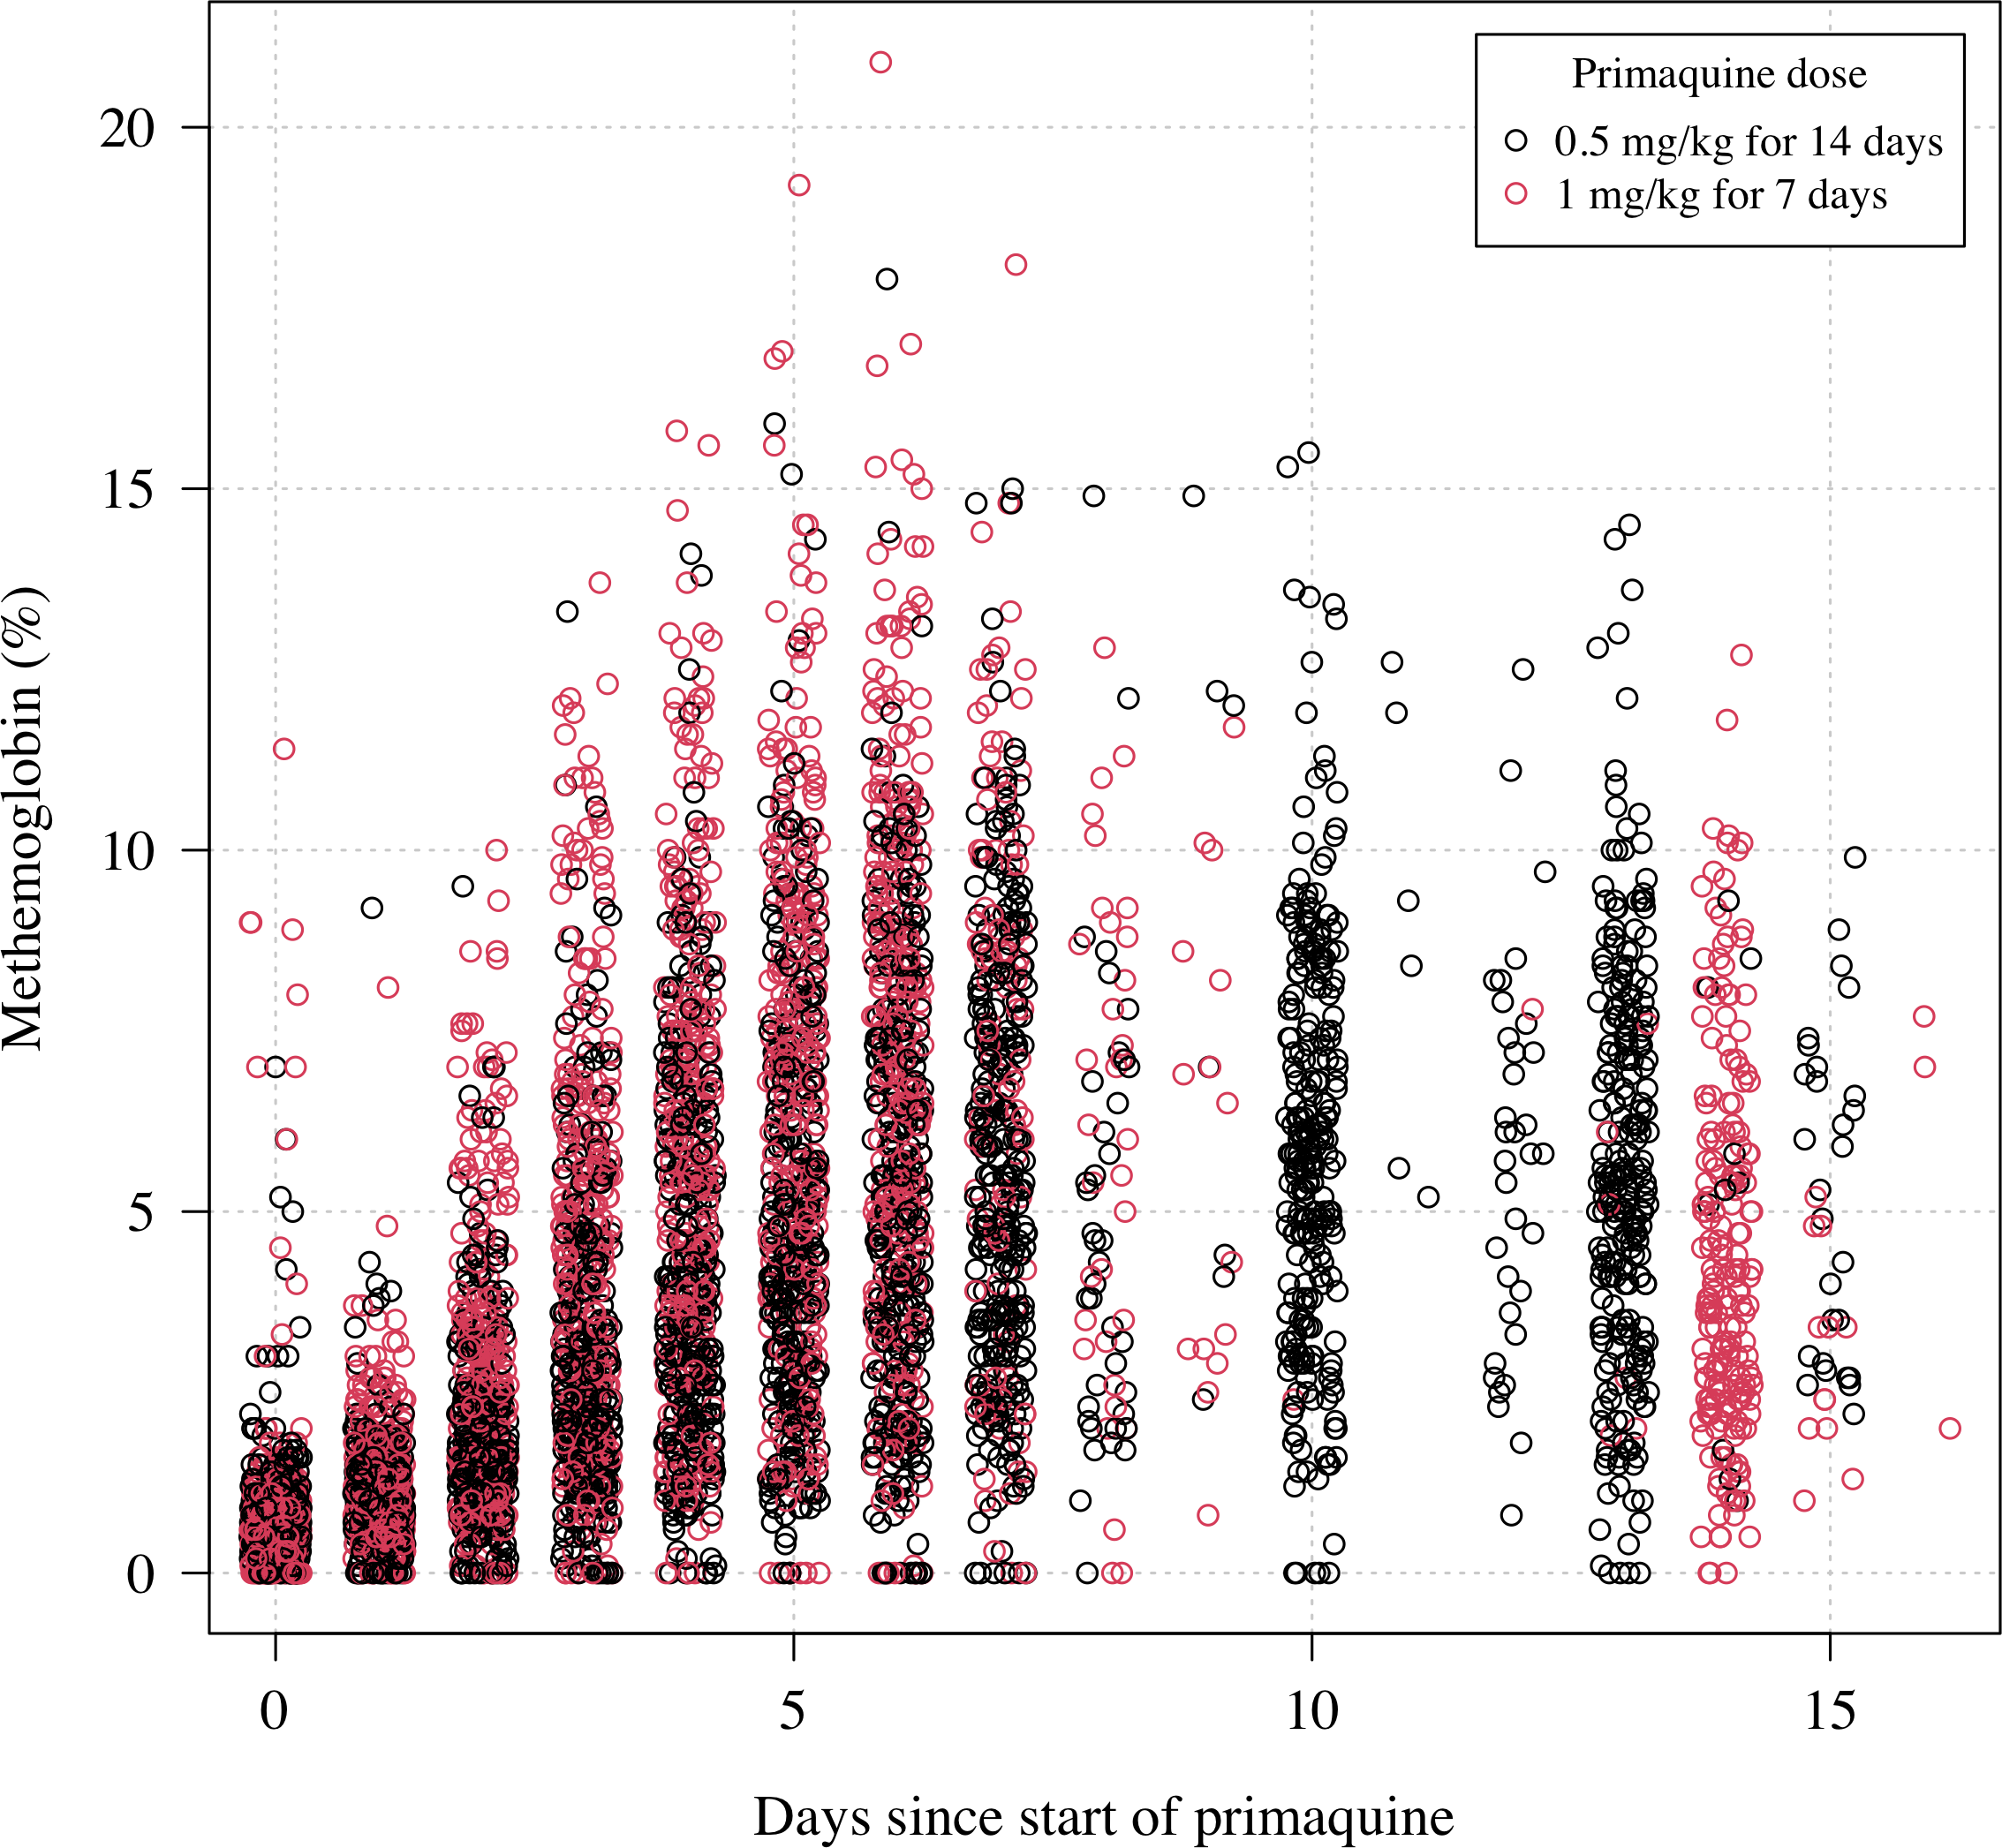 Primaquine dose
0.5 mg/kg for 14 days
1 mg/kg for 7 days
Methemoglobin (%)
20
15
10
5
0
0 5 10 15
Days since start of primaquine